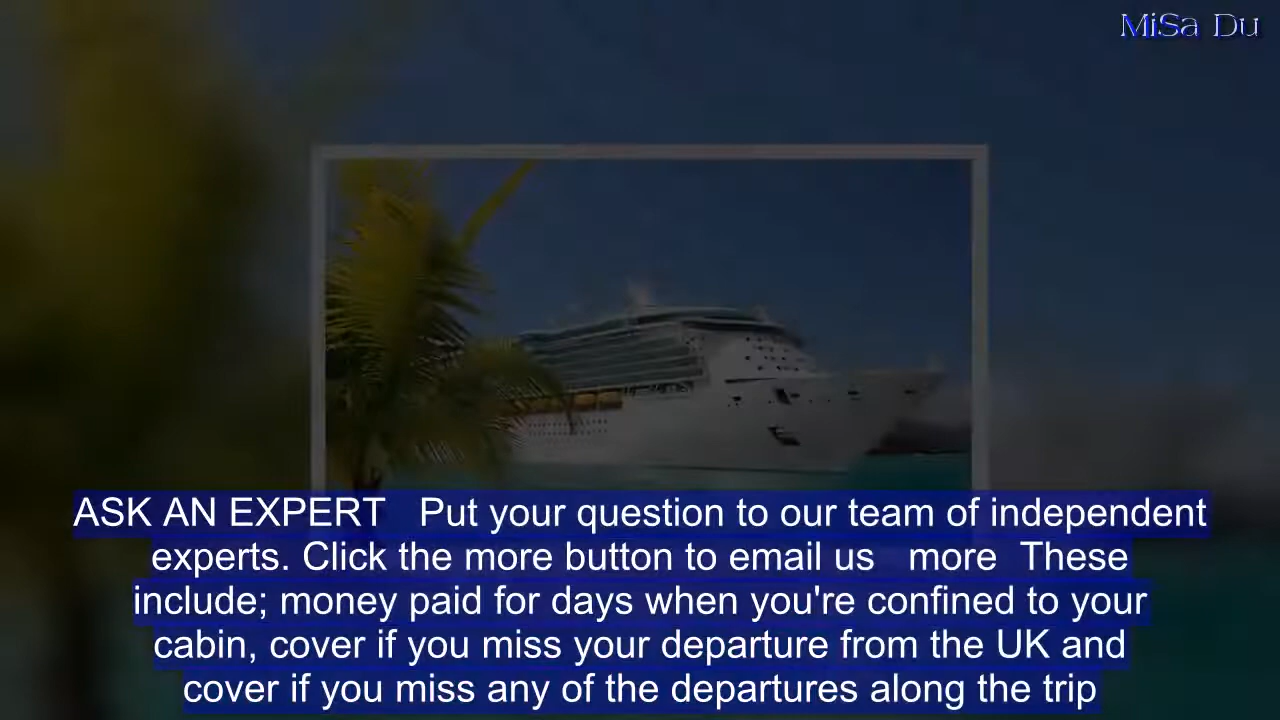 MiSa Du
ASK AN EXPERT   Put your question to our team of independent
experts. Click the more button to email us   more  These
include; money paid for days when you're confined to your
cabin, cover if you miss your departure from the UK and
cover if you miss any of the departures along the trip